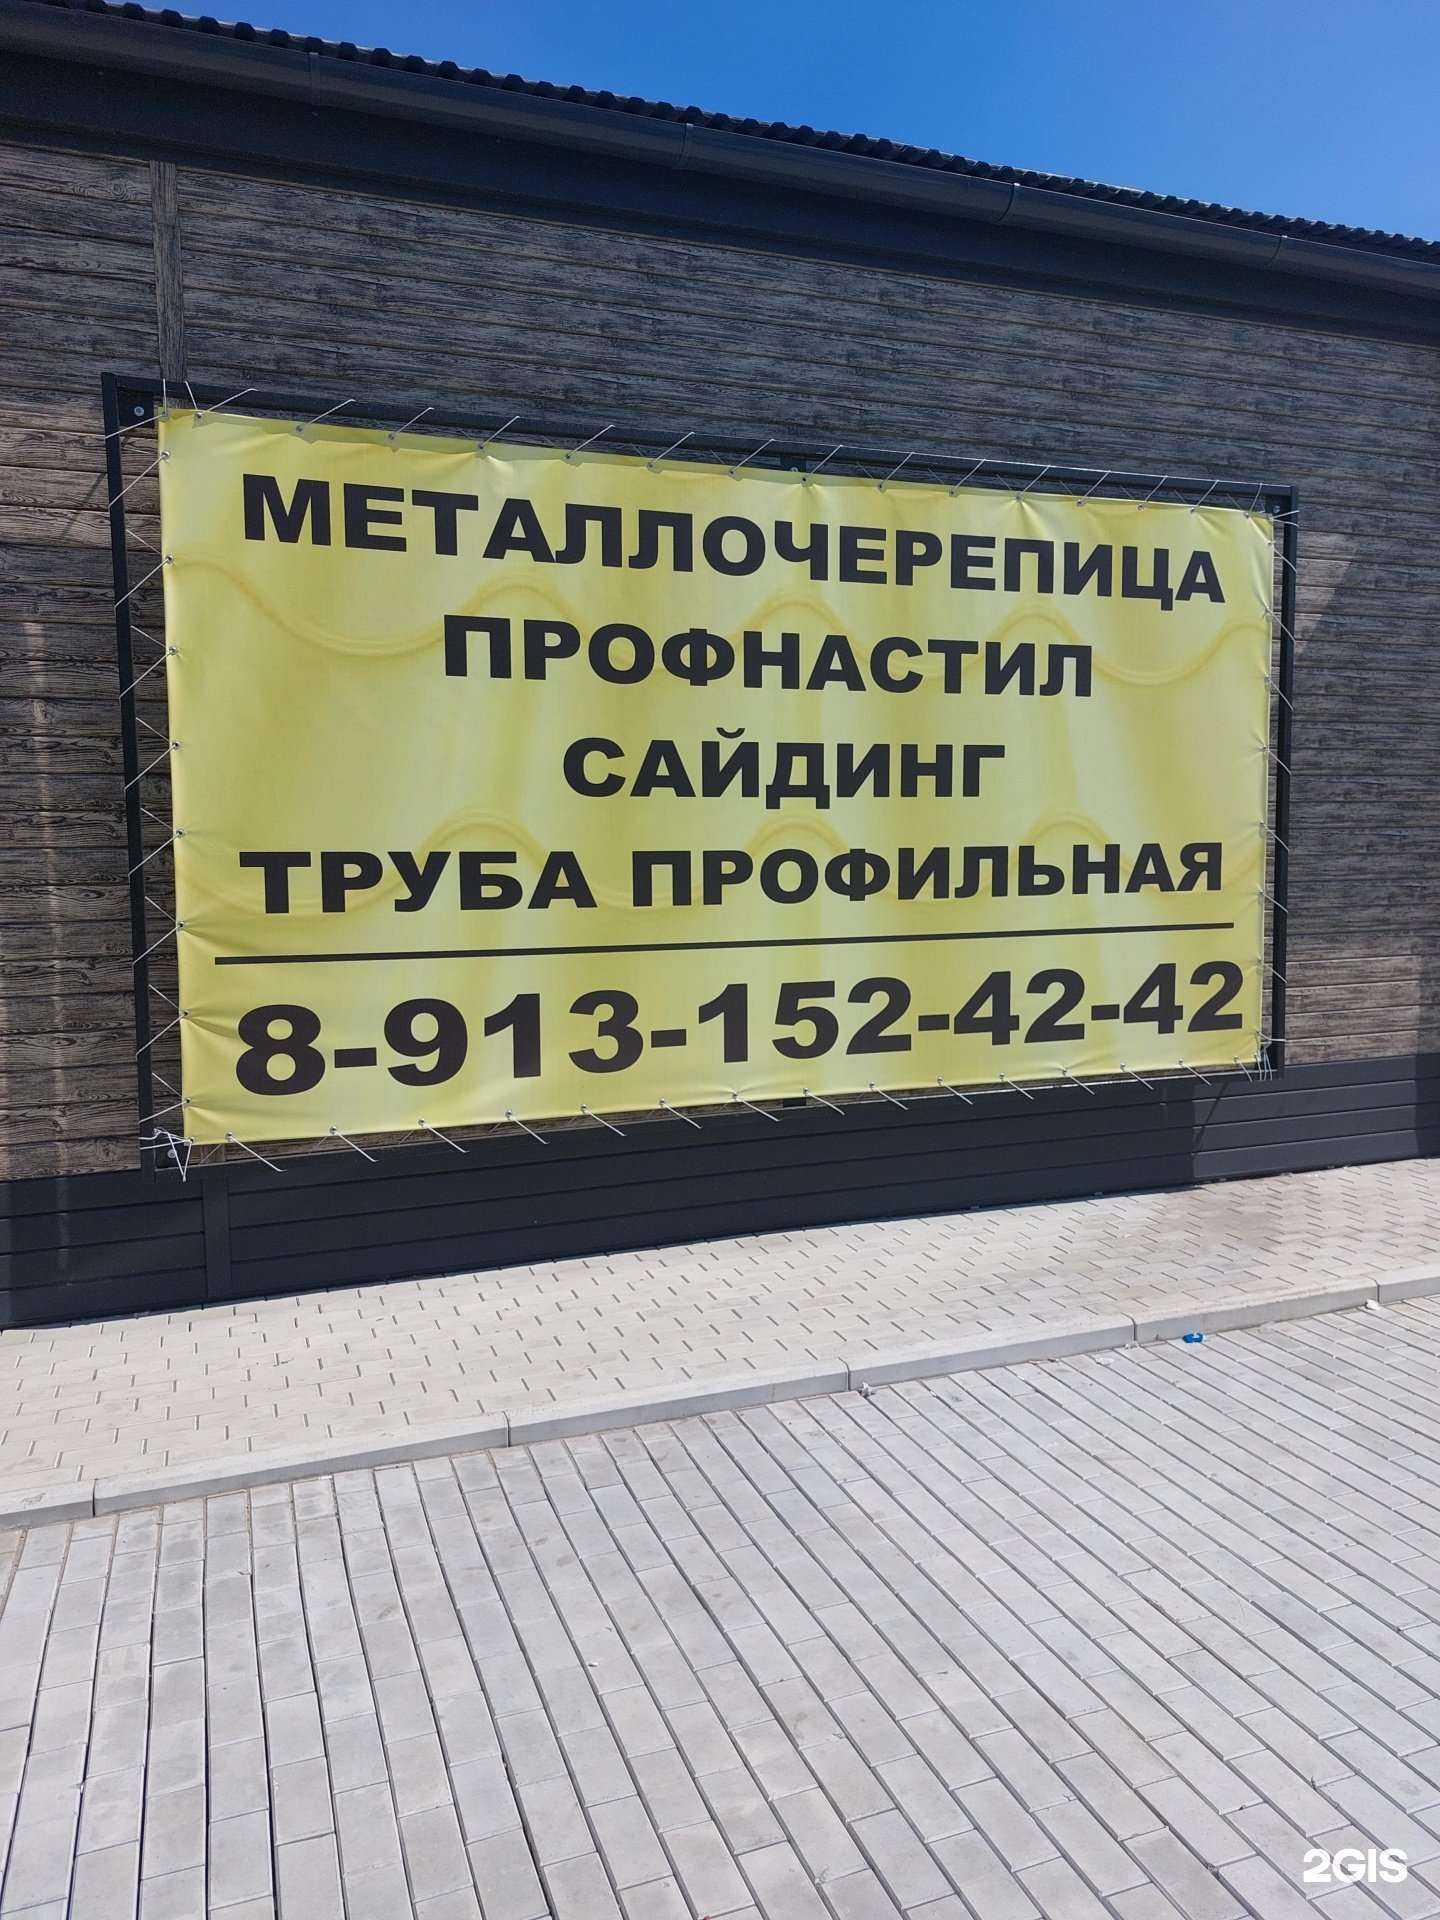 МЕТАЛЛОЧЕРЕПИЦА
ПРОФНАСТИЛ
САЙДИНГ
ТРУБА ПРОФИЛЬНАЯ
8-913-152-42-42
2GIS